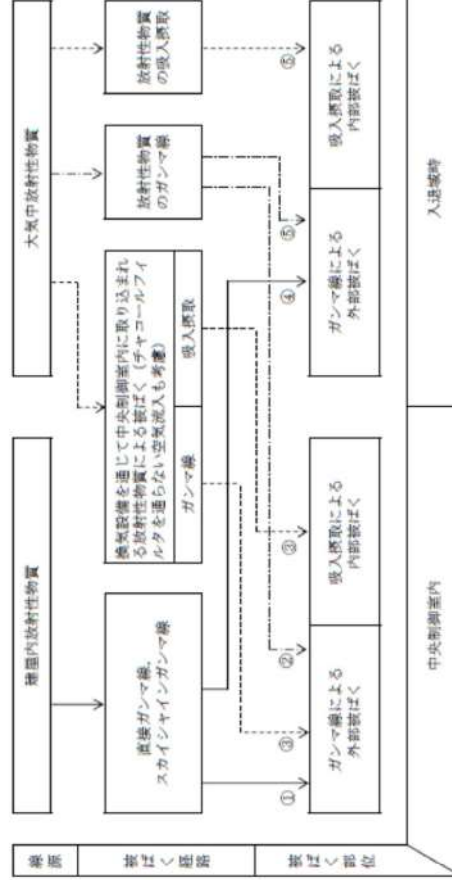 線源
建屋内放射性物質
大気中放射性物質
被ばく経路
直接ガンマ線,
スカイシャインガンマ線
換気設備を通じて中央制御室内に取り込まれ
る放射性物質による被ばく (チャコールフィ
ルタを通らない空気流入も考慮)
ガンマ線
吸入摂取
放射性物質
のガンマ線
放射性物質
の吸入摂取
①
③
②
③
④
⑤
⑤
被ばく部位
ガンマ線による
外部被ばく
吸入摂取による
内部被ばく
ガンマ線による
外部被ばく
吸入摂取による
内部被ばく
中央制御室内
入退域時